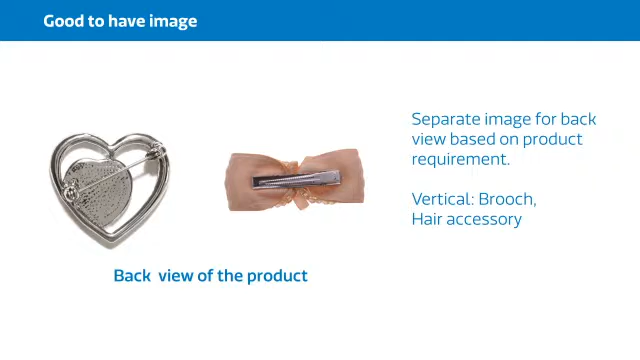 Good to have image
Separate image for back
view based on product
requirement.
Vertical: Brooch,
Hair accessory
Back  view of the product